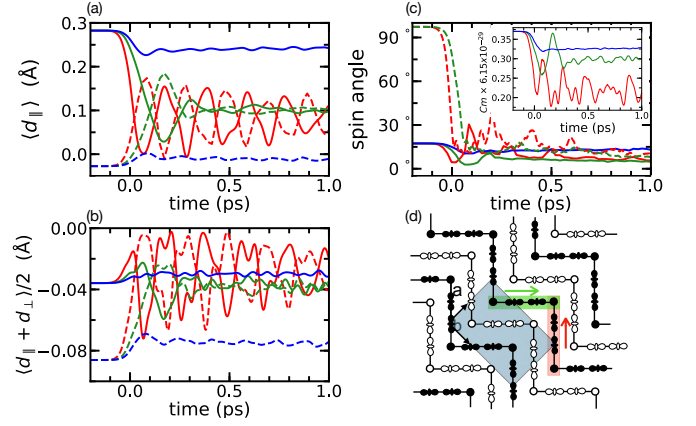 (a)
0.3
0.2
0.1
0.0
⟨d∥⟩ (Å)
0.0
0.5
1.0
time (ps)
(b)
−0.00
−0.04
−0.08
⟨d∥ + d⊥⟩/2 (Å)
0.0
0.5
1.0
time (ps)
(c)
90°
60°
30°
0°
spin angle
0.0
0.5
1.0
time (ps)
Cm × 6.15x10⁻²⁹
0.35
0.30
0.25
0.20
0.0
0.5
1.0
time (ps)
(d)
a